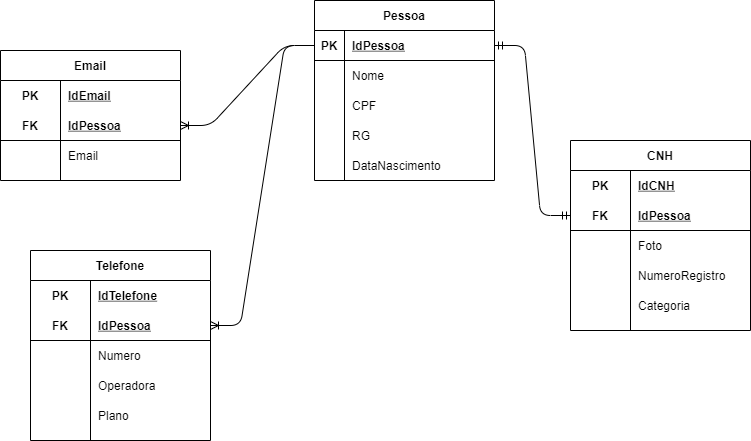 Pessoa
PK IdPessoa
Nome
CPF
RG
DataNascimento
Email
PK IdEmail
FK IdPessoa
Email
CNH
PK IdCNH
FK IdPessoa
Foto
NumeroRegistro
Categoria
Telefone
PK IdTelefone
FK IdPessoa
Numero
Operadora
Plano